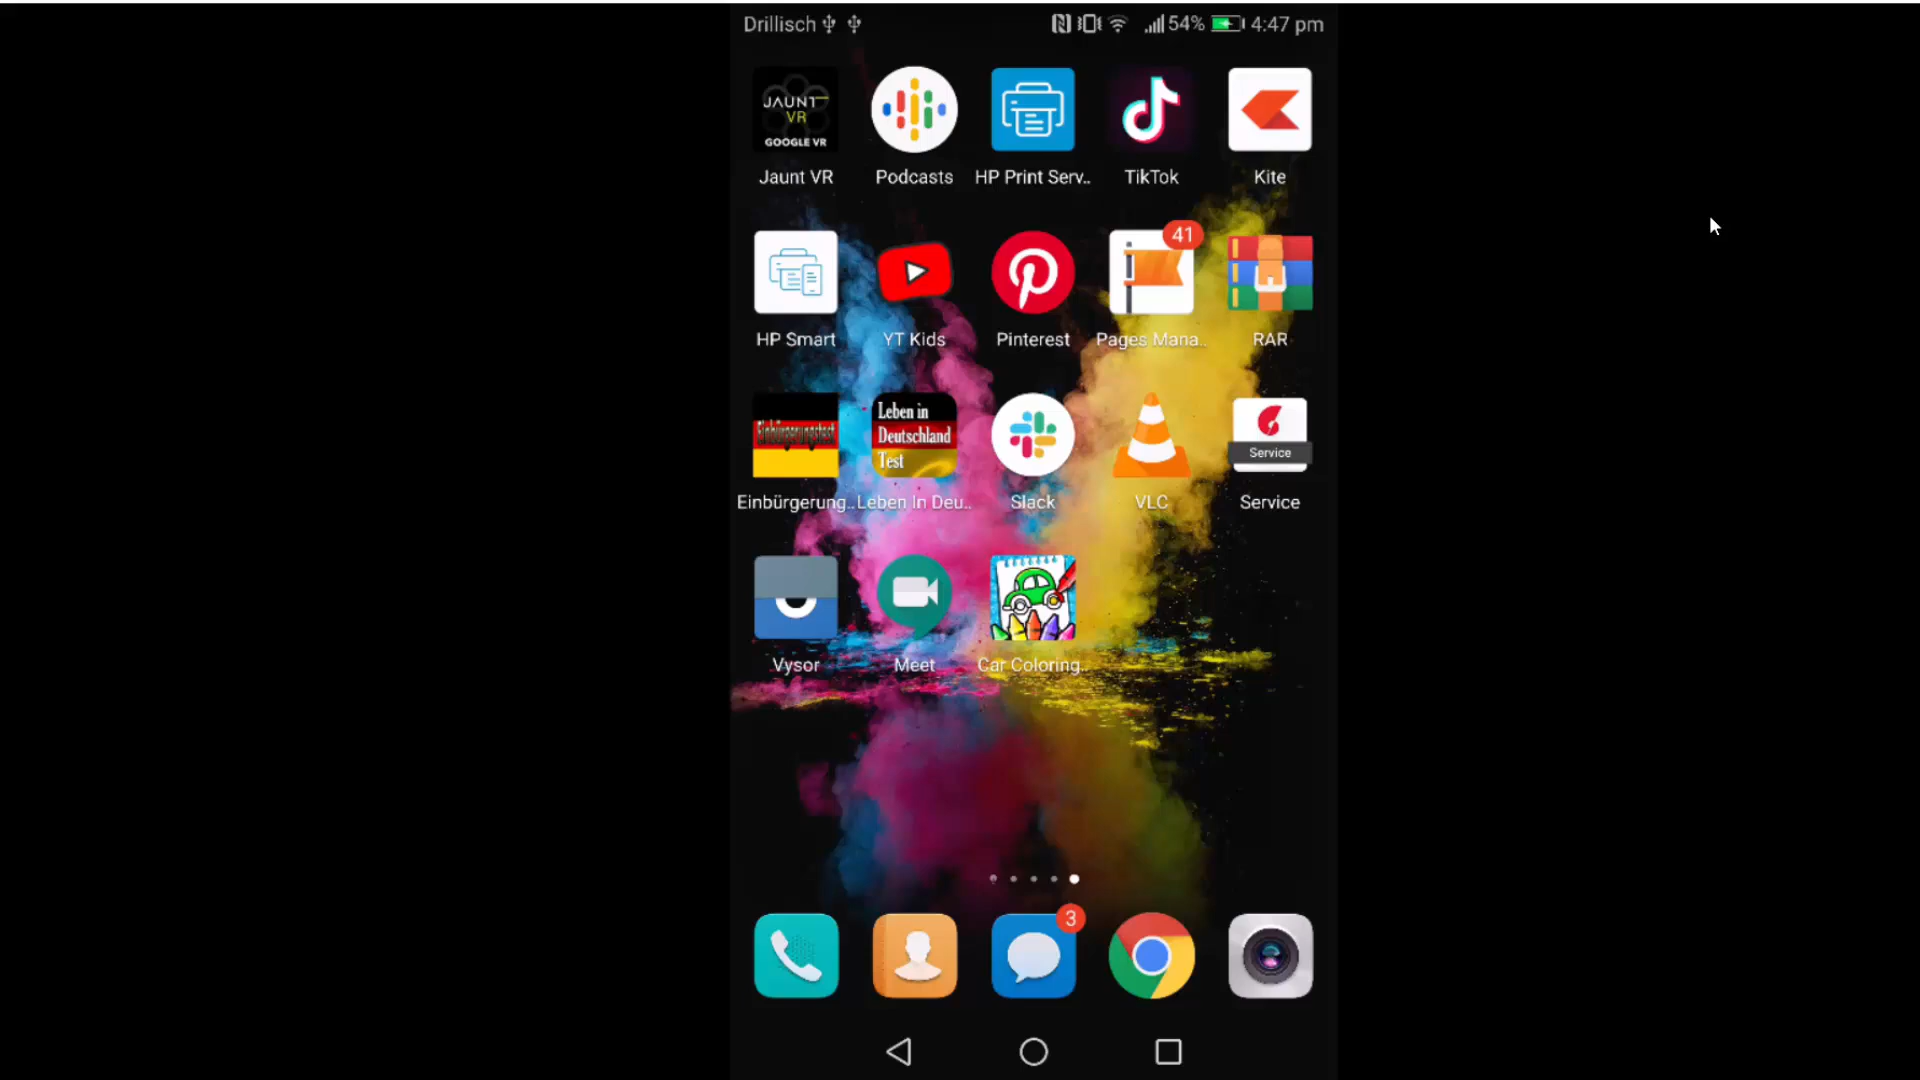 Drillisch 54% 4:47 pm
JAUNT
VR
GOOGLE VR
Jaunt VR Podcasts HP Print Serv.. TikTok Kite
41
HP Smart YT Kids Pinterest Pages Mana.. RAR
Einbürgerungstest
Leben in
Deutschland
Test
Service
Einbürgerung.. Leben In Deu.. Slack VLC Service
Vysor Meet Car Coloring..
3